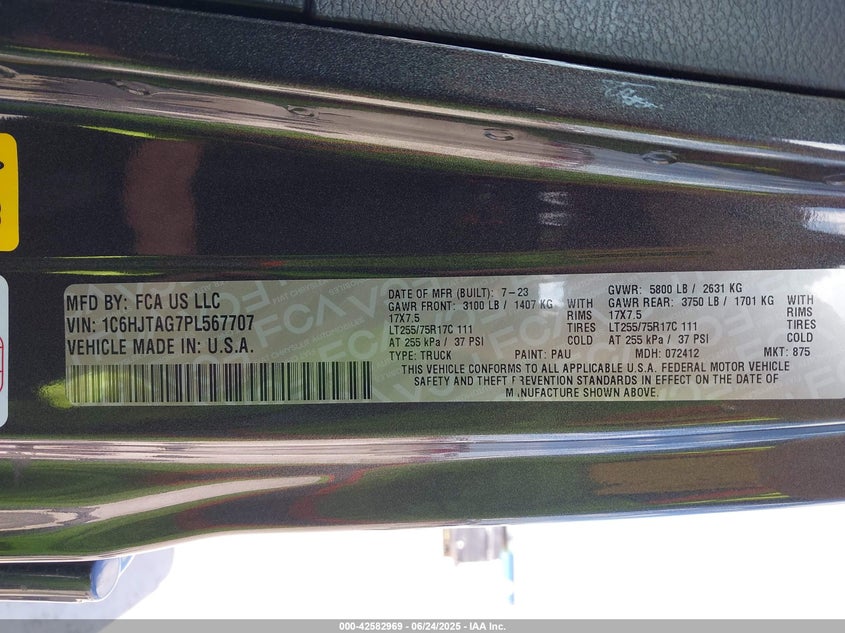 MFD BY: FCA US LLC
VIN: 1C6HJTAG7PL567707
VEHICLE MADE IN: U.S.A.
DATE OF MFR (BUILT): 7-23
GVWR: 5800 LB / 2631 KG
GAWR FRONT: 3100 LB / 1407 KG
GAWR REAR: 3750 LB / 1701 KG
17X7.5 RIMS
17X7.5 RIMS
LT255/75R17C 111 TIRES
LT255/75R17C 111 TIRES
AT 255 kPa / 37 PSI COLD
AT 255 kPa / 37 PSI COLD
TYPE: TRUCK PAINT: PAU MDH: 072412 MKT: 875
THIS VEHICLE CONFORMS TO ALL APPLICABLE U.S.A. FEDERAL MOTOR VEHICLE
SAFETY AND THEFT PREVENTION STANDARDS IN EFFECT ON THE DATE OF
MANUFACTURE SHOWN ABOVE.
000-42582969 - 06/24/2025 - IAA Inc.